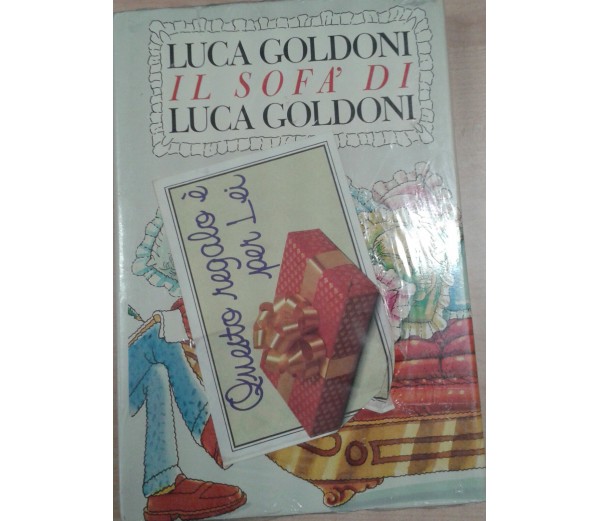 LUCA GOLDONI
IL SOFA' DI
LUCA GOLDONI
Questo regalo è
per Lei